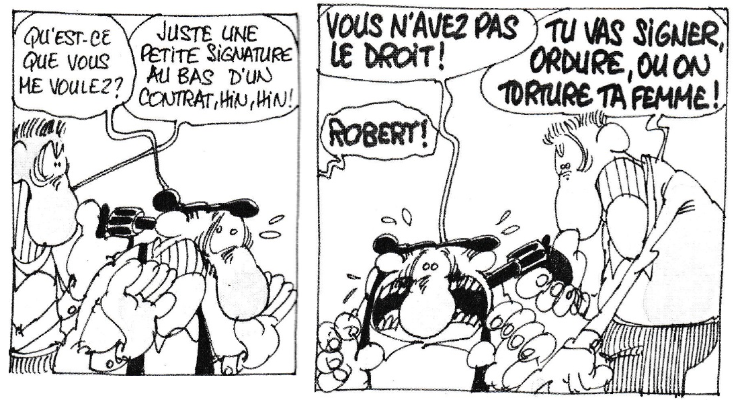 QU'EST-CE
QUE VOUS
ME VOULEZ?
JUSTE UNE
PETITE SIGNATURE
AU BAS D'UN
CONTRAT, HIN, HIN!
VOUS N'AVEZ PAS
LE DROIT!
ROBERT!
TU VAS SIGNER,
ORDURE, OU ON
TORTURE TA FEMME!